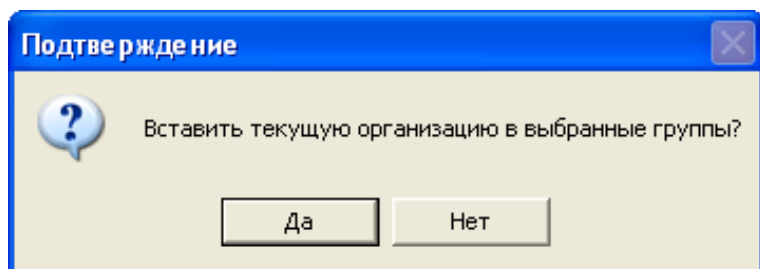 Подтверждение
Вставить текущую организацию в выбранные группы?
Да
Нет